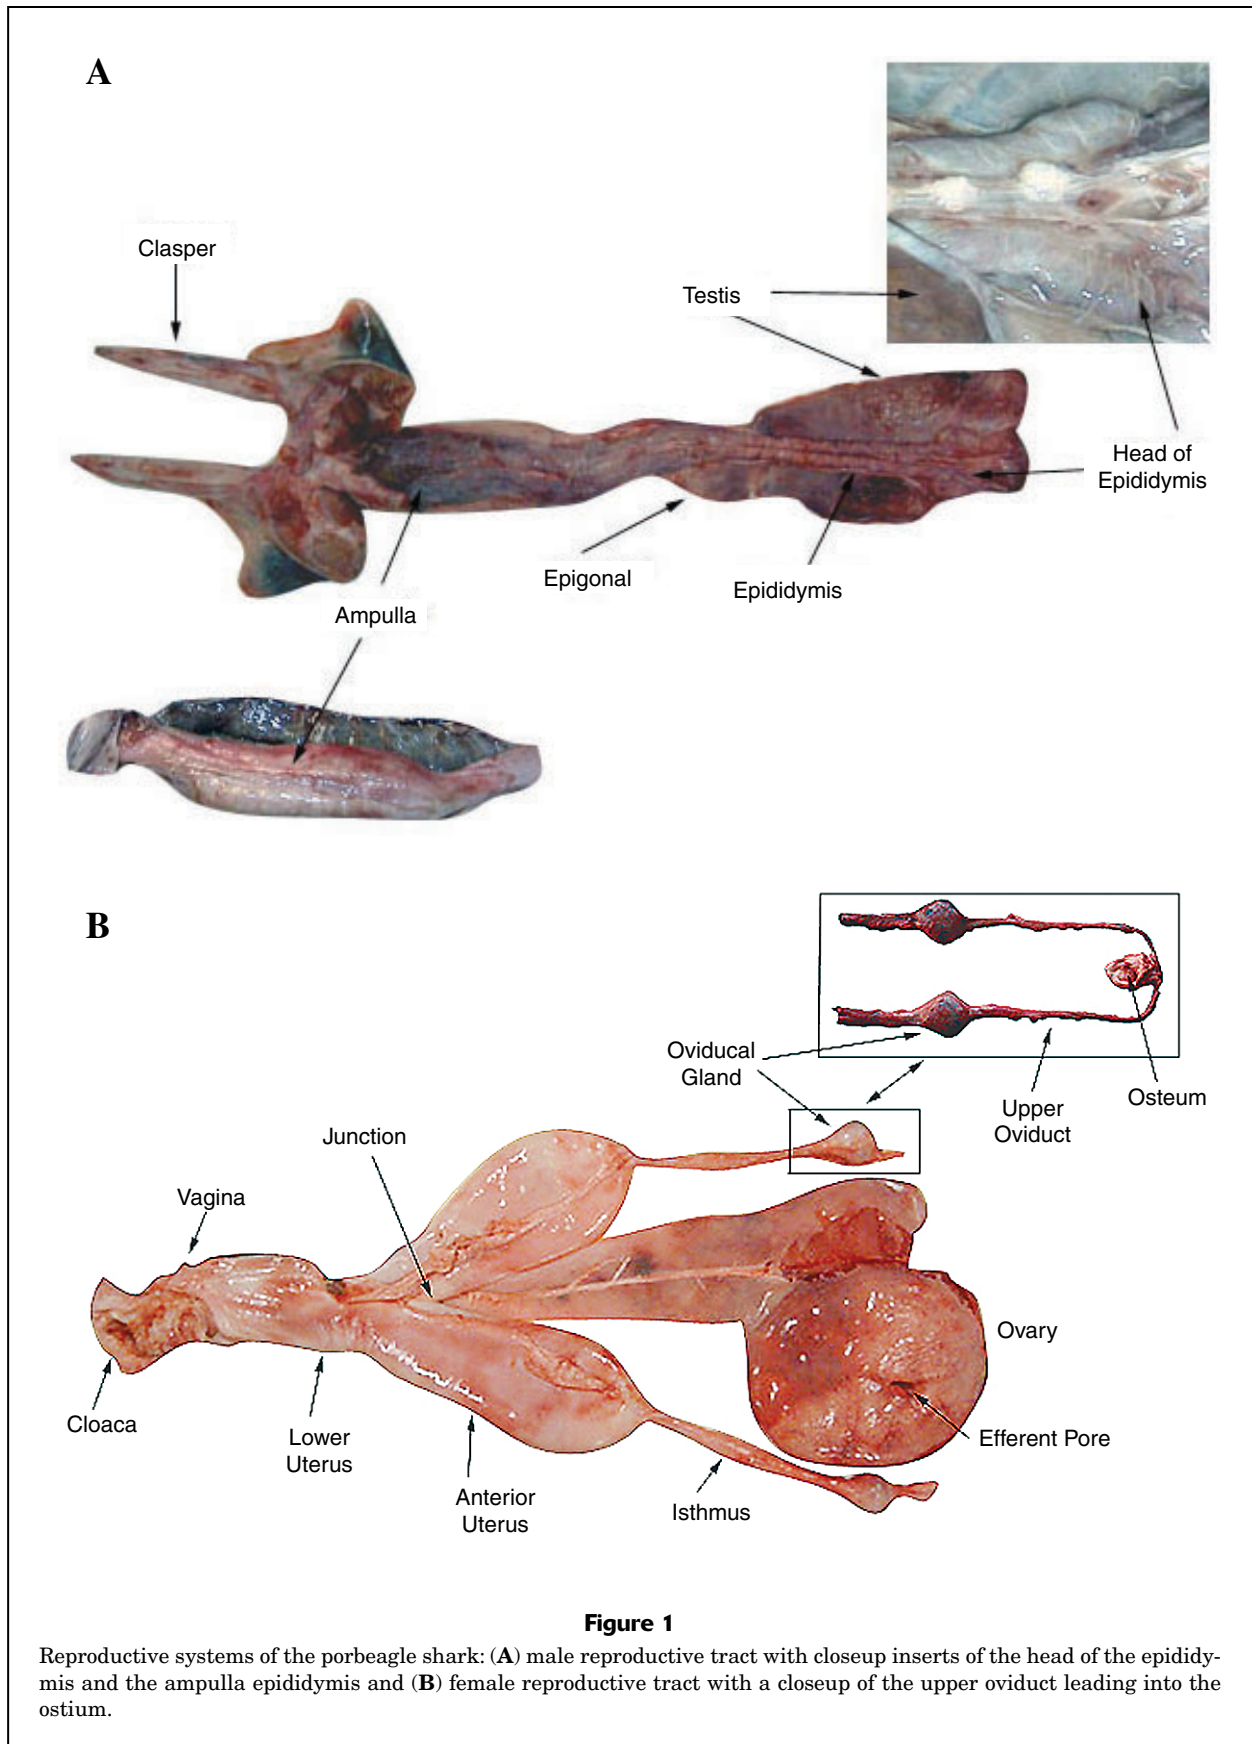 A
Clasper
Testis
Head of
Epididymis
Epigonal
Epididymis
Ampulla
B
Oviducal
Gland
Upper
Oviduct
Osteum
Junction
Vagina
Ovary
Cloaca
Lower
Uterus
Efferent Pore
Anterior
Uterus
Isthmus
Figure 1
Reproductive systems of the porbeagle shark: (A) male reproductive tract with closeup inserts of the head of the epididy-
mis and the ampulla epididymis and (B) female reproductive tract with a closeup of the upper oviduct leading into the
ostium.